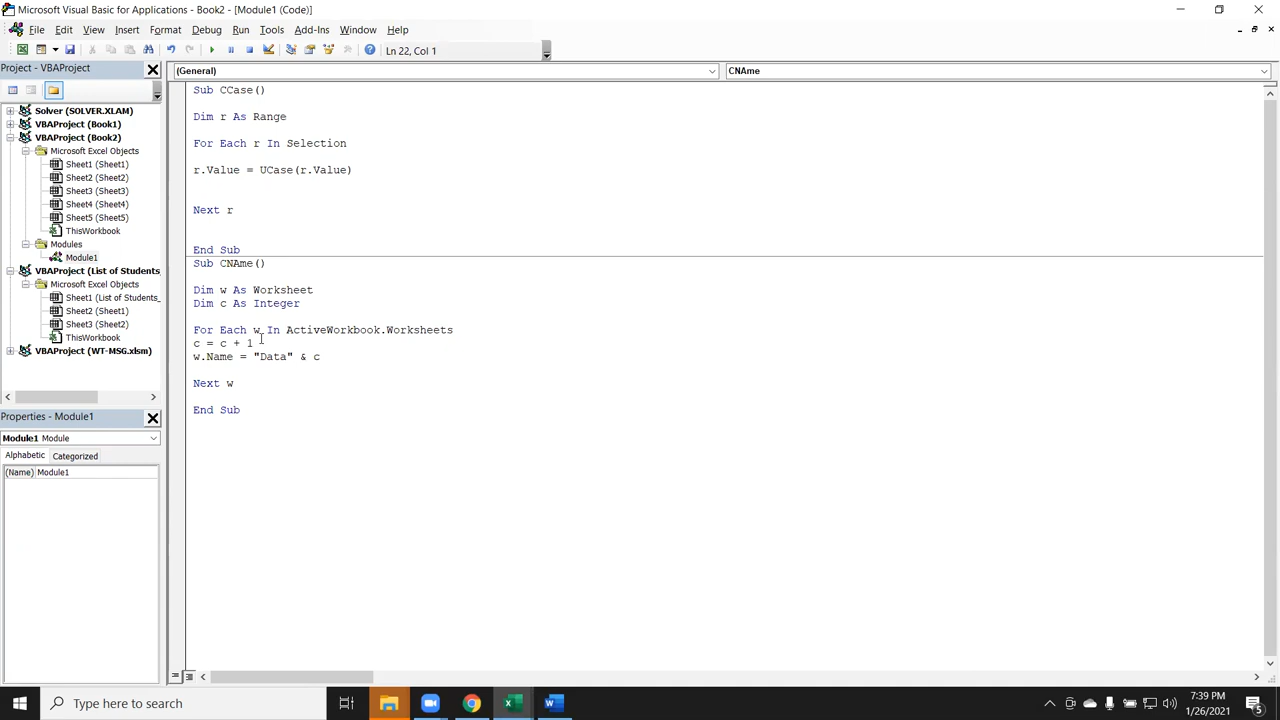 Microsoft Visual Basic for Applications - Book2 - [Module1 (Code)]
File Edit View Insert Format Debug Run Tools Add-Ins Window Help
Ln 22, Col 1
Project - VBAProject
(General)
CNAme
Solver (SOLVER.XLAM)
VBAProject (Book1)
VBAProject (Book2)
Microsoft Excel Objects
Sheet1 (Sheet1)
Sheet2 (Sheet2)
Sheet3 (Sheet3)
Sheet4 (Sheet4)
Sheet5 (Sheet5)
ThisWorkbook
Modules
Module1
VBAProject (List of Students_
Microsoft Excel Objects
Sheet1 (List of Students_
Sheet2 (Sheet1)
Sheet3 (Sheet2)
ThisWorkbook
VBAProject (WT-MSG.xlsm)
Properties - Module1
Module1 Module
Alphabetic Categorized
(Name) Module1
Sub CCase()
Dim r As Range
For Each r In Selection
r.Value = UCase(r.Value)
Next r
End Sub
Sub CNAme()
Dim w As Worksheet
Dim c As Integer
For Each w In ActiveWorkbook.Worksheets
c = c + 1
w.Name = "Data" & c
Next w
End Sub
Type here to search
7:39 PM
1/26/2021
5